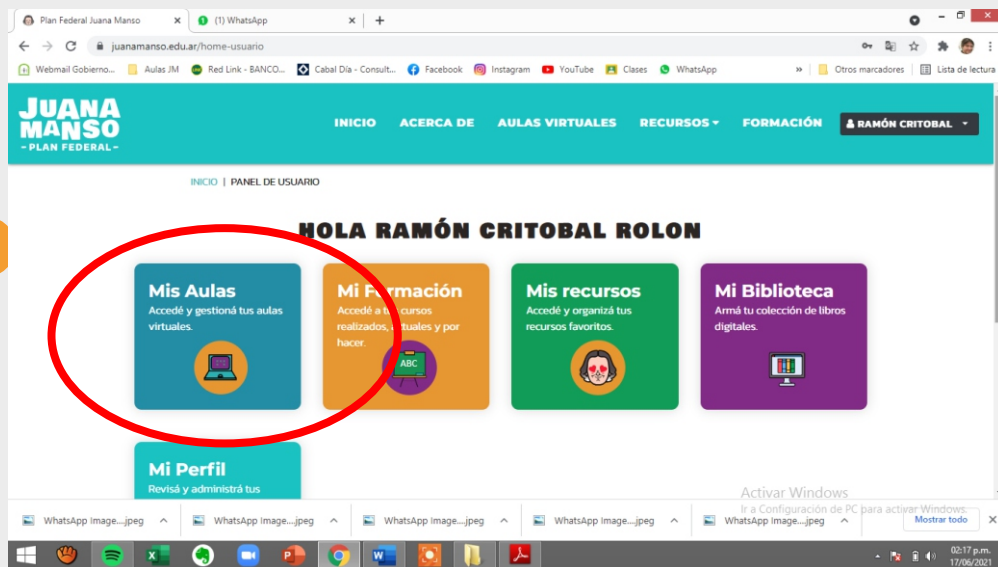 Plan Federal Juana Manso
(1) WhatsApp
juanamanso.edu.ar/home-usuario
Webmail Gobierno...
Aulas JM
Red Link - BANCO...
Cabal Día - Consult...
Facebook
Instagram
YouTube
Clases
WhatsApp
Otros marcadores
Lista de lectura
JUANA
MANSO
- PLAN FEDERAL -
INICIO
ACERCA DE
AULAS VIRTUALES
RECURSOS
FORMACIÓN
RAMÓN CRITOBAL
INICIO | PANEL DE USUARIO
HOLA RAMÓN CRITOBAL ROLON
Mis Aulas
Accedé y gestioná tus aulas
virtuales.
Mi Formación
Accedé a tus cursos
realizados, actuales y por
hacer.
ABC
Mis recursos
Accedé y organizá tus
recursos favoritos.
Mi Biblioteca
Armá tu colección de libros
digitales.
Mi Perfil
Revisá y administrá tus
Activar Windows
Ir a Configuración de PC para activar Windows.
WhatsApp Image....jpeg
WhatsApp Image....jpeg
WhatsApp Image....jpeg
WhatsApp Image....jpeg
WhatsApp Image....jpeg
Mostrar todo
02:17 p.m.
17/06/2021